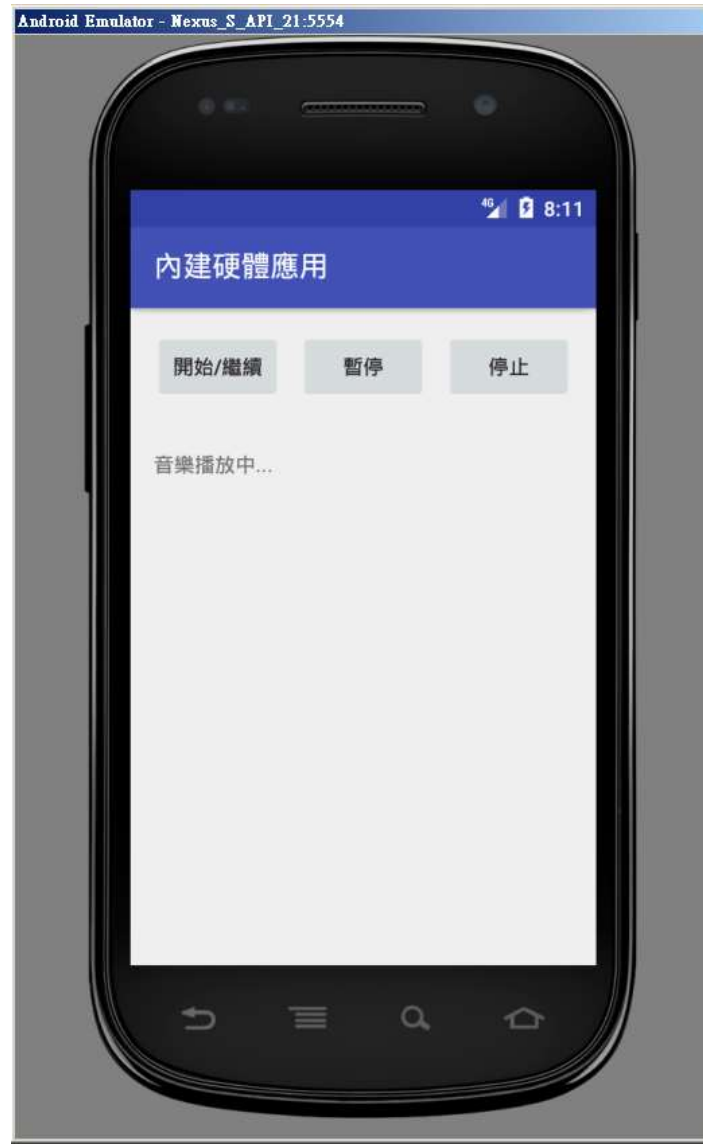 Android Emulator - Nexus_S_API_21:5554
4G 8:11
內建硬體應用
開始/繼續 暫停 停止
音樂播放中...